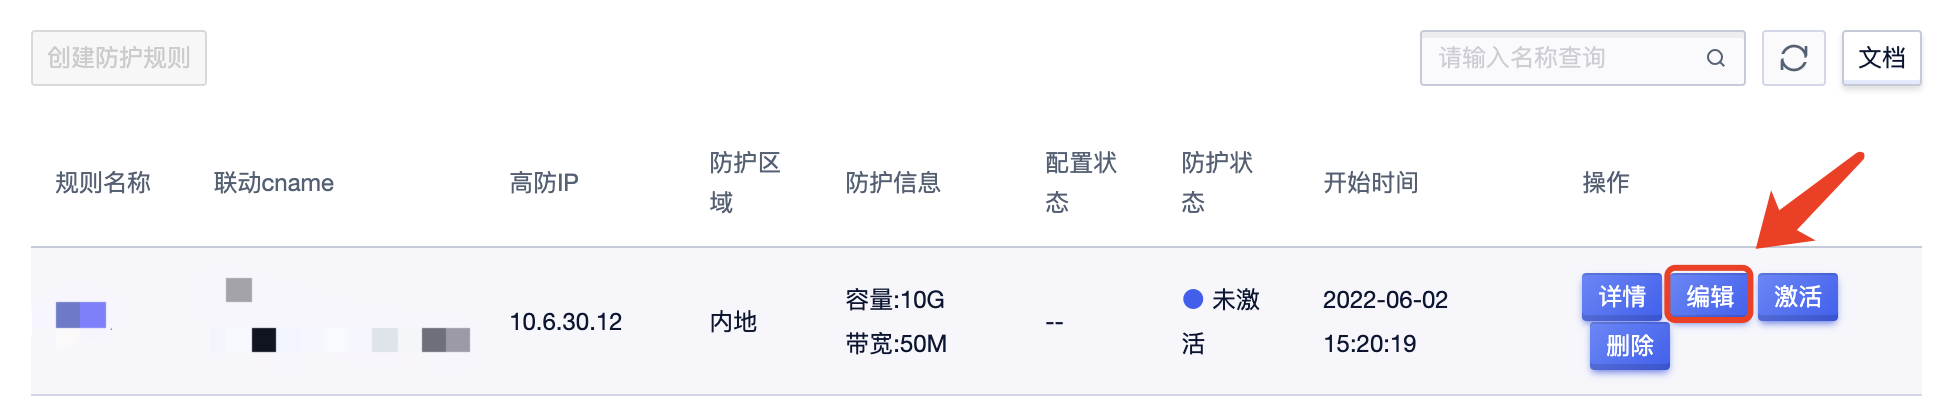 创建防护规则
请输入名称查询
文档
规则名称
联动cname
高防IP
防护区
域
防护信息
配置状
态
防护状
态
开始时间
操作
10.6.30.12
内地
容量:10G
带宽:50M
--
未激
活
2022-06-02
15:20:19
详情
编辑
激活
删除